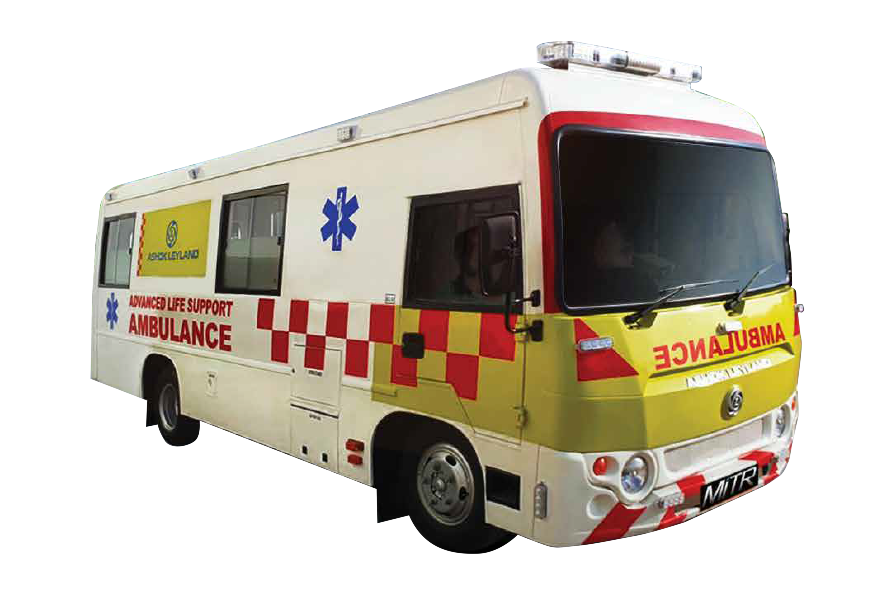 ASHOK LEYLAND
ADVANCED LIFE SUPPORT
AMBULANCE
AMBULANCE
MiTR